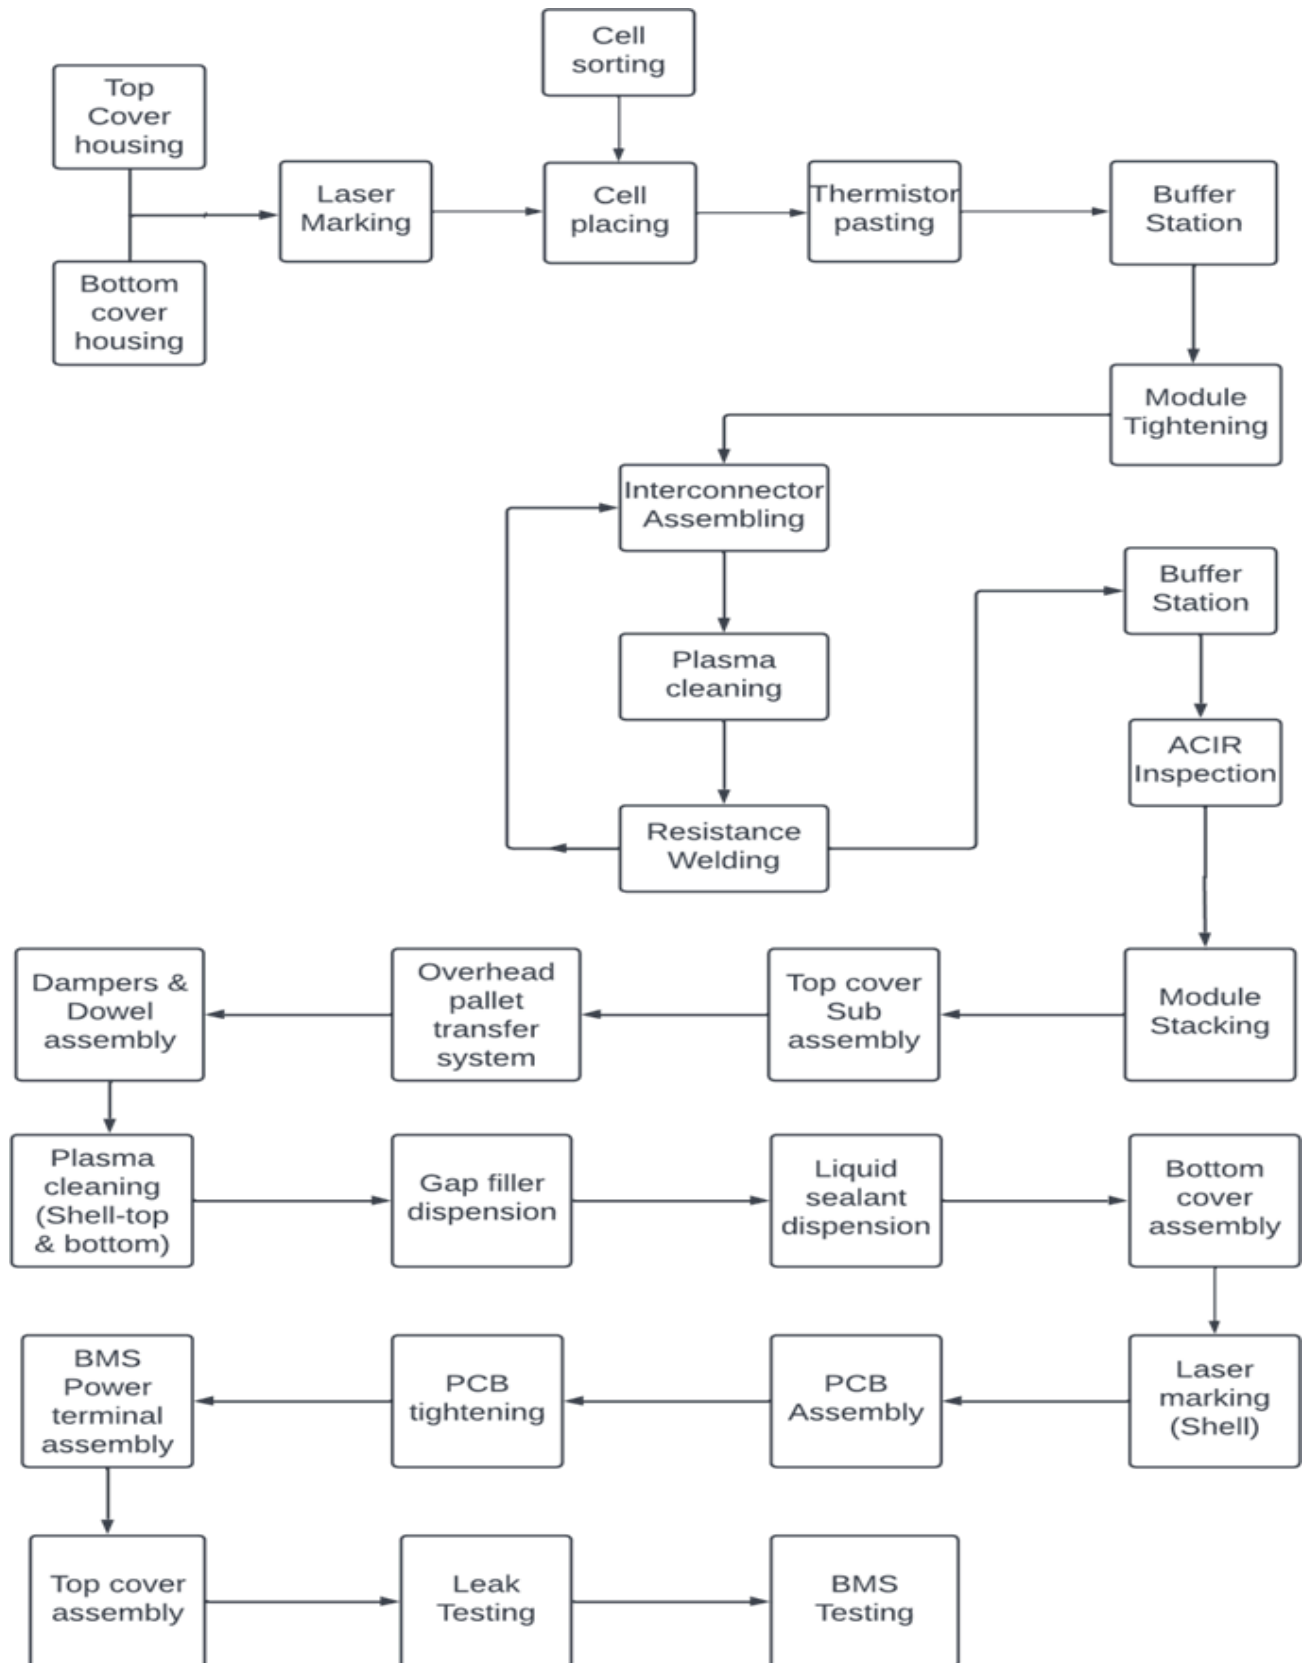 Cell
sorting
Top
Cover
housing
Laser
Marking
Cell
placing
Thermistor
pasting
Buffer
Station
Bottom
cover
housing
Module
Tightening
Interconnector
Assembling
Buffer
Station
Plasma
cleaning
ACIR
Inspection
Resistance
Welding
Dampers &
Dowel
assembly
Overhead
pallet
transfer
system
Top cover
Sub
assembly
Module
Stacking
Plasma
cleaning
(Shell-top
& bottom)
Gap filler
dispension
Liquid
sealant
dispension
Bottom
cover
assembly
BMS
Power
terminal
assembly
PCB
tightening
PCB
Assembly
Laser
marking
(Shell)
Top cover
assembly
Leak
Testing
BMS
Testing